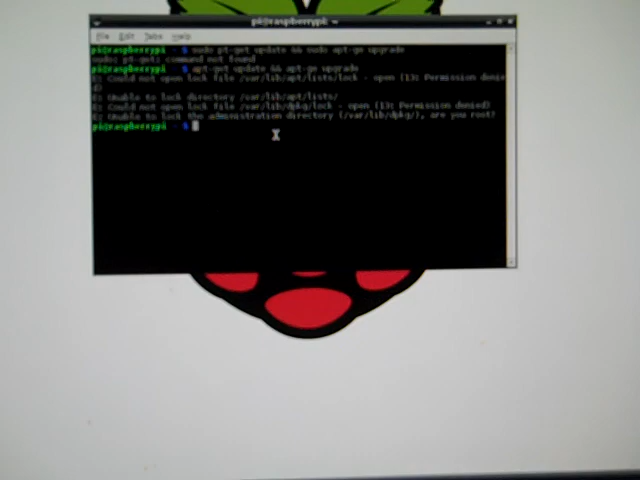 pi@raspberrypi: ~
File Edit Tabs Help
pi@raspberrypi ~ $ sudo pt-get update && sudo apt-ge upgrade
sudo: pt-get: command not found
pi@raspberrypi ~ $ apt-get update && apt-ge upgrade
E: Could not open lock file /var/lib/apt/lists/lock - open (13: Permission denie
d)
E: Unable to lock directory /var/lib/apt/lists/
E: Could not open lock file /var/lib/dpkg/lock - open (13: Permission denied)
E: Unable to lock the administration directory (/var/lib/dpkg/), are you root?
pi@raspberrypi ~ $